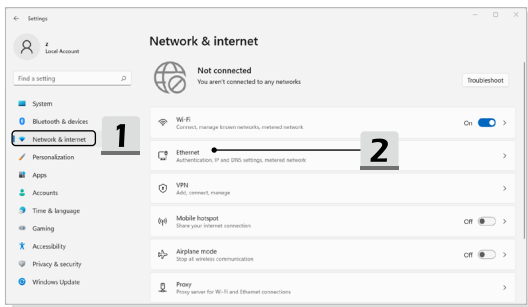 Settings
z
Local Account
Find a setting
System
Bluetooth & devices
Network & internet
Personalization
Apps
Accounts
Time & language
Gaming
Accessibility
Privacy & security
Windows Update
1
Network & internet
Not connected
You aren't connected to any networks
Troubleshoot
Wi-Fi
Connect, manage known networks, metered network
On
Ethernet
Authentication, IP and DNS settings, metered network
2
VPN
Add, connect, manage
Mobile hotspot
Share your internet connection
Off
Airplane mode
Stop all wireless communication
Off
Proxy
Proxy server for Wi-Fi and Ethernet connections